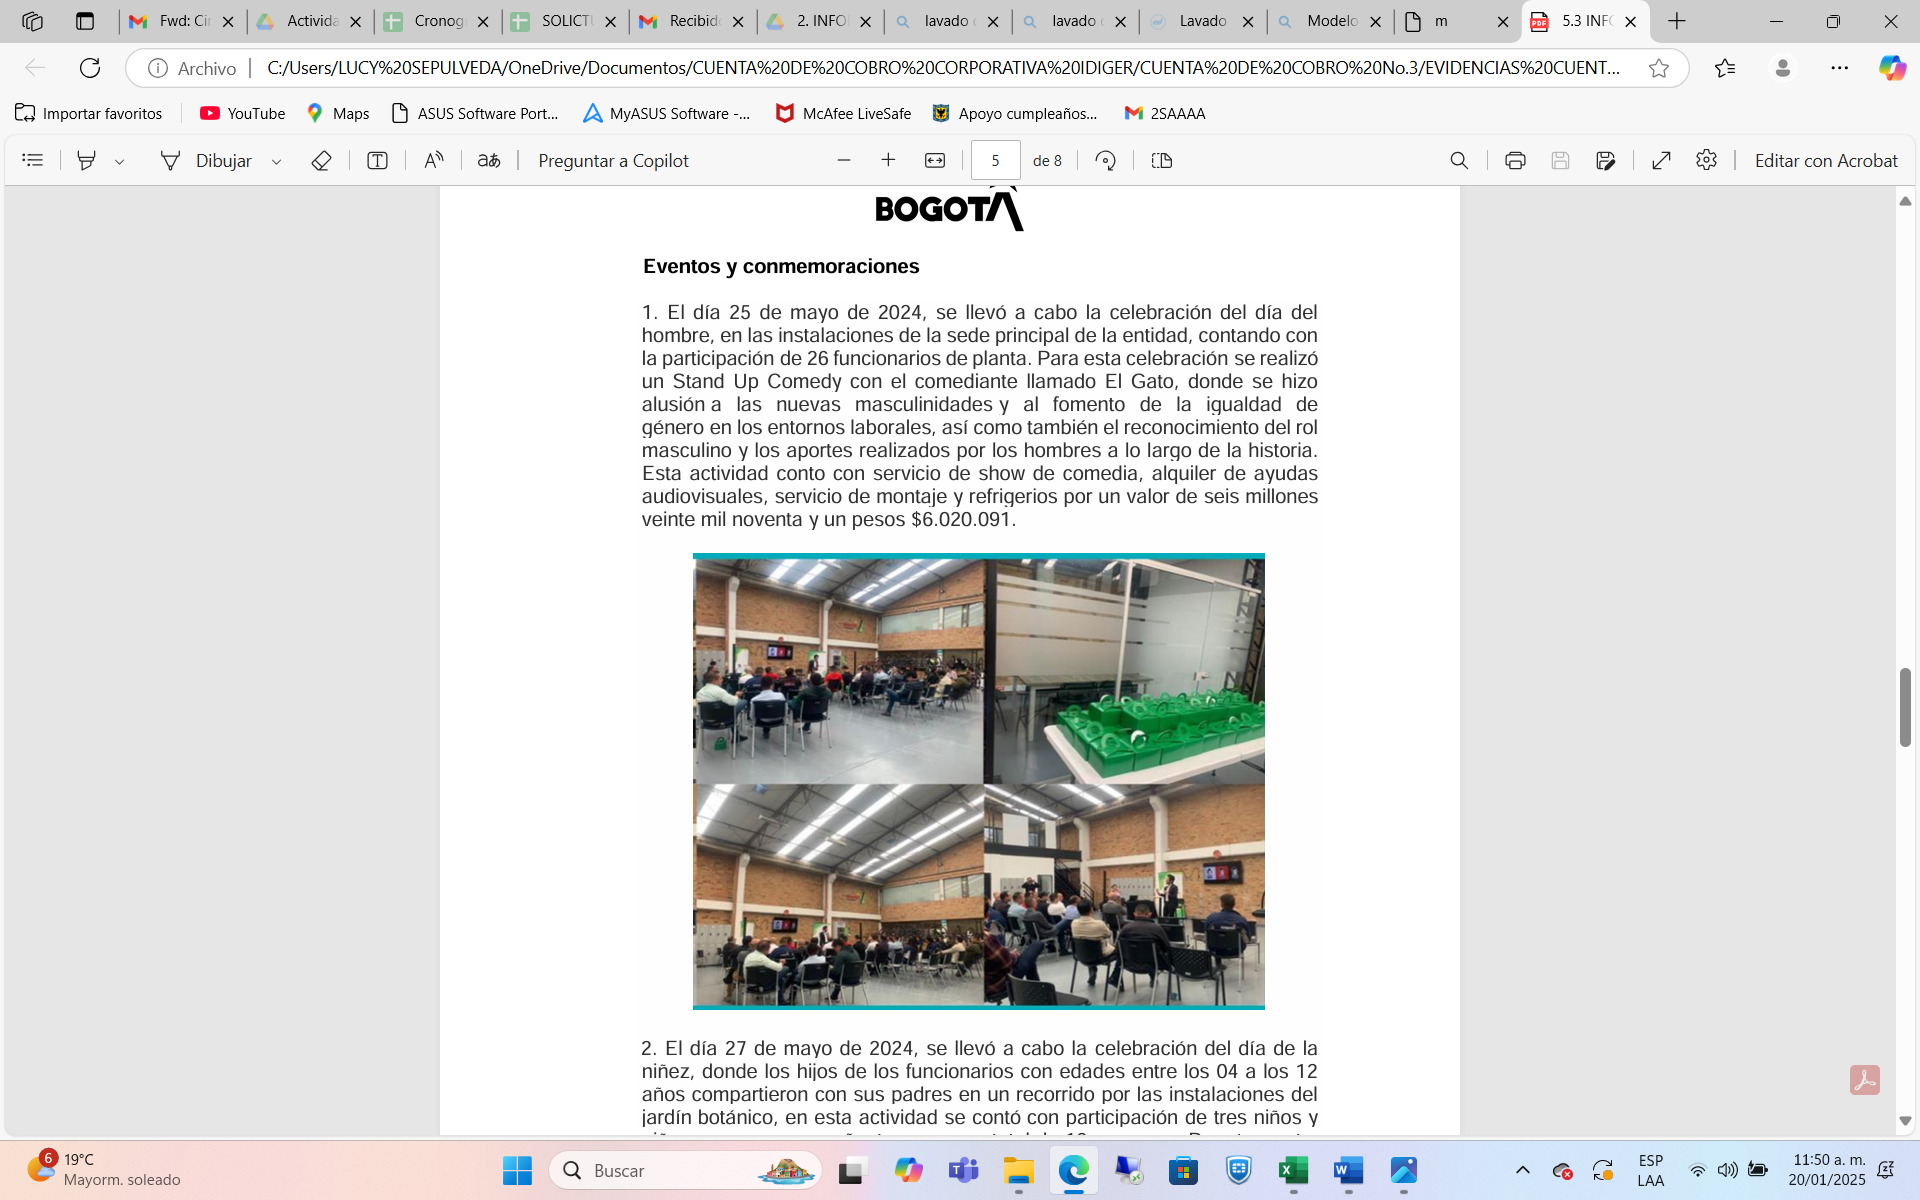 Fwd: Cir
Activida
Cronog
SOLICTU
Recibid
2. INFO
lavado
lavado
Lavado
Modelo
m
5.3 INFO
Archivo
C:/Users/LUCY%20SEPULVEDA/OneDrive/Documentos/CUENTA%20DE%20COBRO%20CORPORATIVA%20IDIGER/CUENTA%20DE%20COBRO%20No.3/EVIDENCIAS%20CUENT...
Importar favoritos
YouTube
Maps
ASUS Software Port...
MyASUS Software -...
McAfee LiveSafe
Apoyo cumpleaños...
2SAAAA
Dibujar
Preguntar a Copilot
5 de 8
Editar con Acrobat
BOGOTÁ
Eventos y conmemoraciones
1. El día 25 de mayo de 2024, se llevó a cabo la celebración del día del
hombre, en las instalaciones de la sede principal de la entidad, contando con
la participación de 26 funcionarios de planta. Para esta celebración se realizó
un Stand Up Comedy con el comediante llamado El Gato, donde se hizo
alusión a las nuevas masculinidades y al fomento de la igualdad de
género en los entornos laborales, así como también el reconocimiento del rol
masculino y los aportes realizados por los hombres a lo largo de la historia.
Esta actividad conto con servicio de show de comedia, alquiler de ayudas
audiovisuales, servicio de montaje y refrigerios por un valor de seis millones
veinte mil noventa y un pesos $6.020.091.
2. El día 27 de mayo de 2024, se llevó a cabo la celebración del día de la
niñez, donde los hijos de los funcionarios con edades entre los 04 a los 12
años compartieron con sus padres en un recorrido por las instalaciones del
jardín botánico, en esta actividad se contó con participación de tres niños y
6
19°C
Mayorm. soleado
Buscar
ESP
LAA
11:50 a. m.
20/01/2025